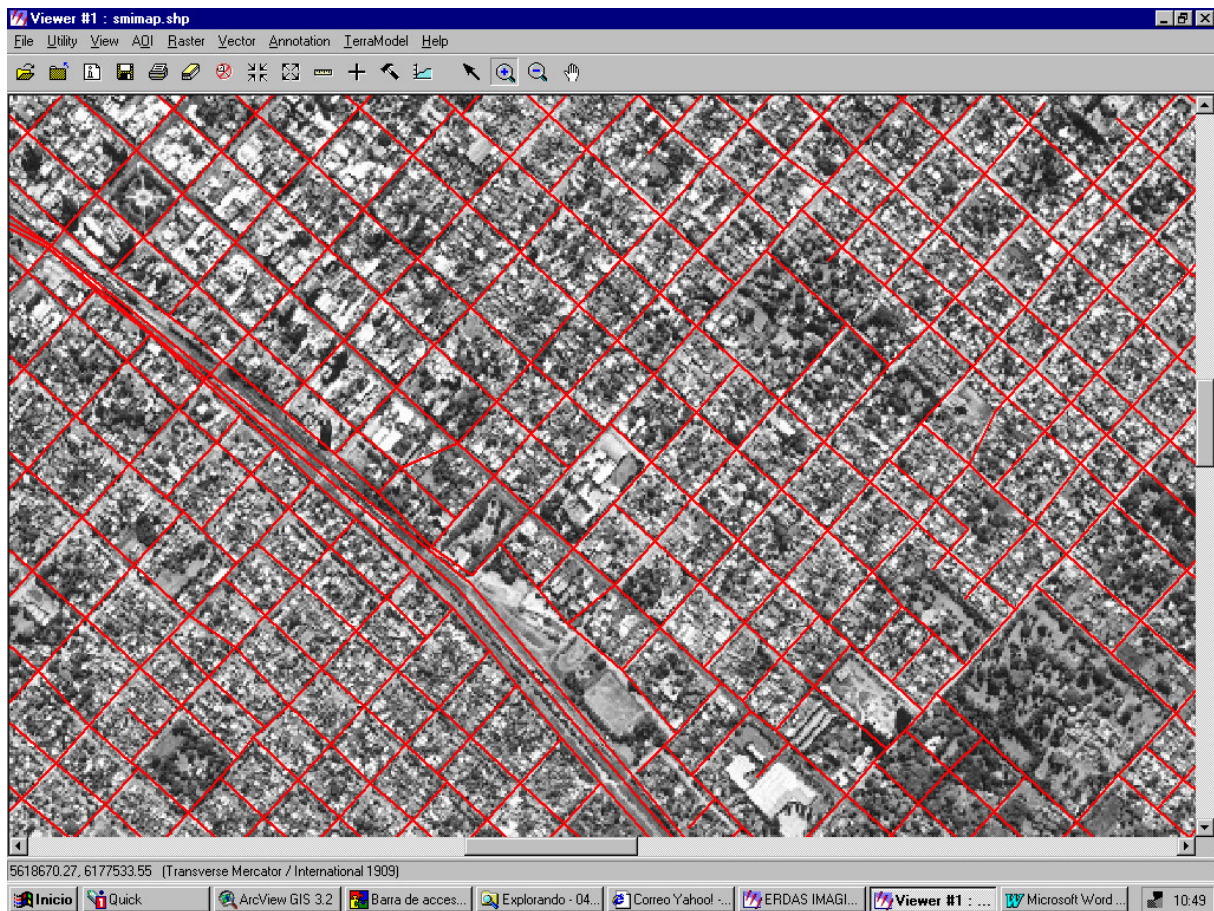 Viewer #1 : smimap.shp
File Utility View AOI Raster Vector Annotation TerraModel Help
5618670.27, 6177533.55 (Transverse Mercator / International 1909)
Inicio Quick ArcView GIS 3.2 Barra de acces... Explorando - 04... Correo Yahoo! -... ERDAS IMAGI... Viewer #1 : ... Microsoft Word ... 10:49